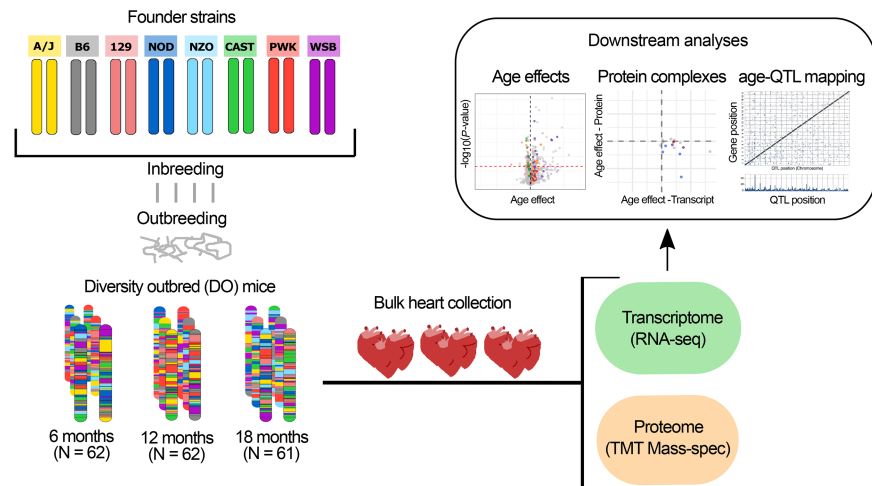 Founder strains
A/J B6 129 NOD NZO CAST PWK WSB
Inbreeding
Outbreeding
Diversity outbred (DO) mice
6 months
(N = 62)
12 months
(N = 62)
18 months
(N = 61)
Bulk heart collection
Transcriptome
(RNA-seq)
Proteome
(TMT Mass-spec)
Downstream analyses
Age effects
-log10(P-value)
Age effect
Protein complexes
Age effect - Protein
Age effect -Transcript
age-QTL mapping
Gene position
QTL position (Chromosome)
QTL position